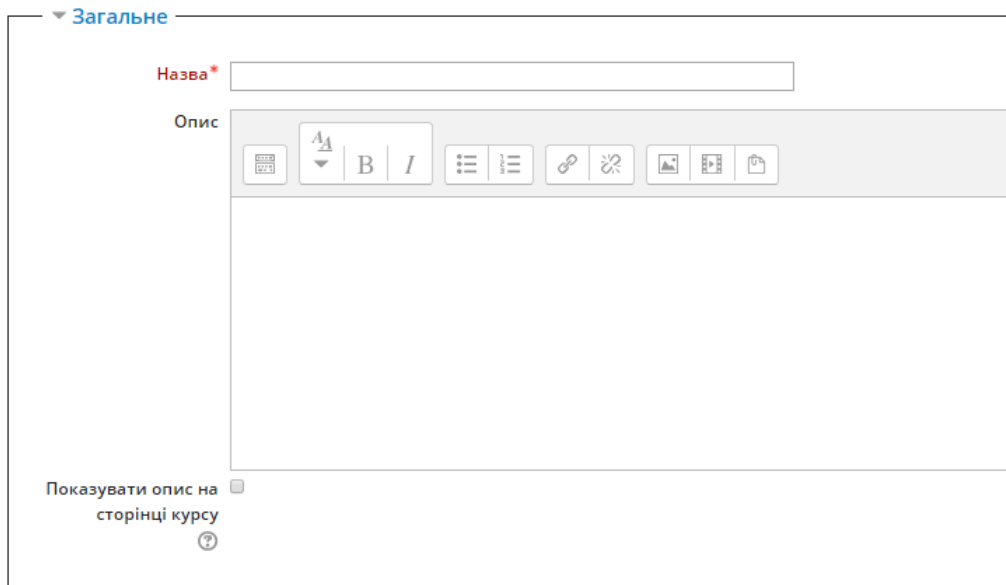 Загальне
Назва*
Опис
Показувати опис на
сторінці курсу